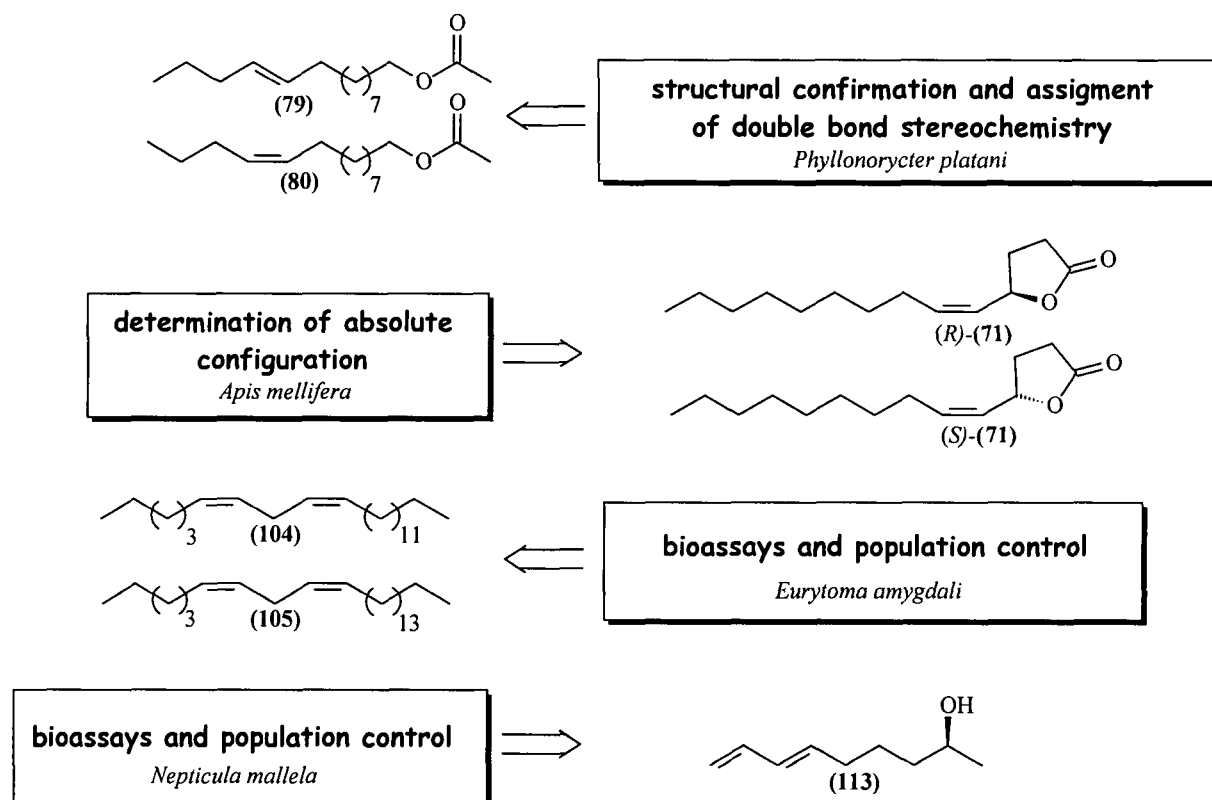 O
O
(79)
7
O
O
(80)
7
structural confirmation and assigment
of double bond stereochemistry
Phyllonorycter platani
determination of absolute
configuration
Apis mellifera
O
O
(R)-(71)
O
O
(S)-(71)
3
(104)
11
3
(105)
13
bioassays and population control
Eurytoma amygdali
bioassays and population control
Nepticula mallela
OH
(113)